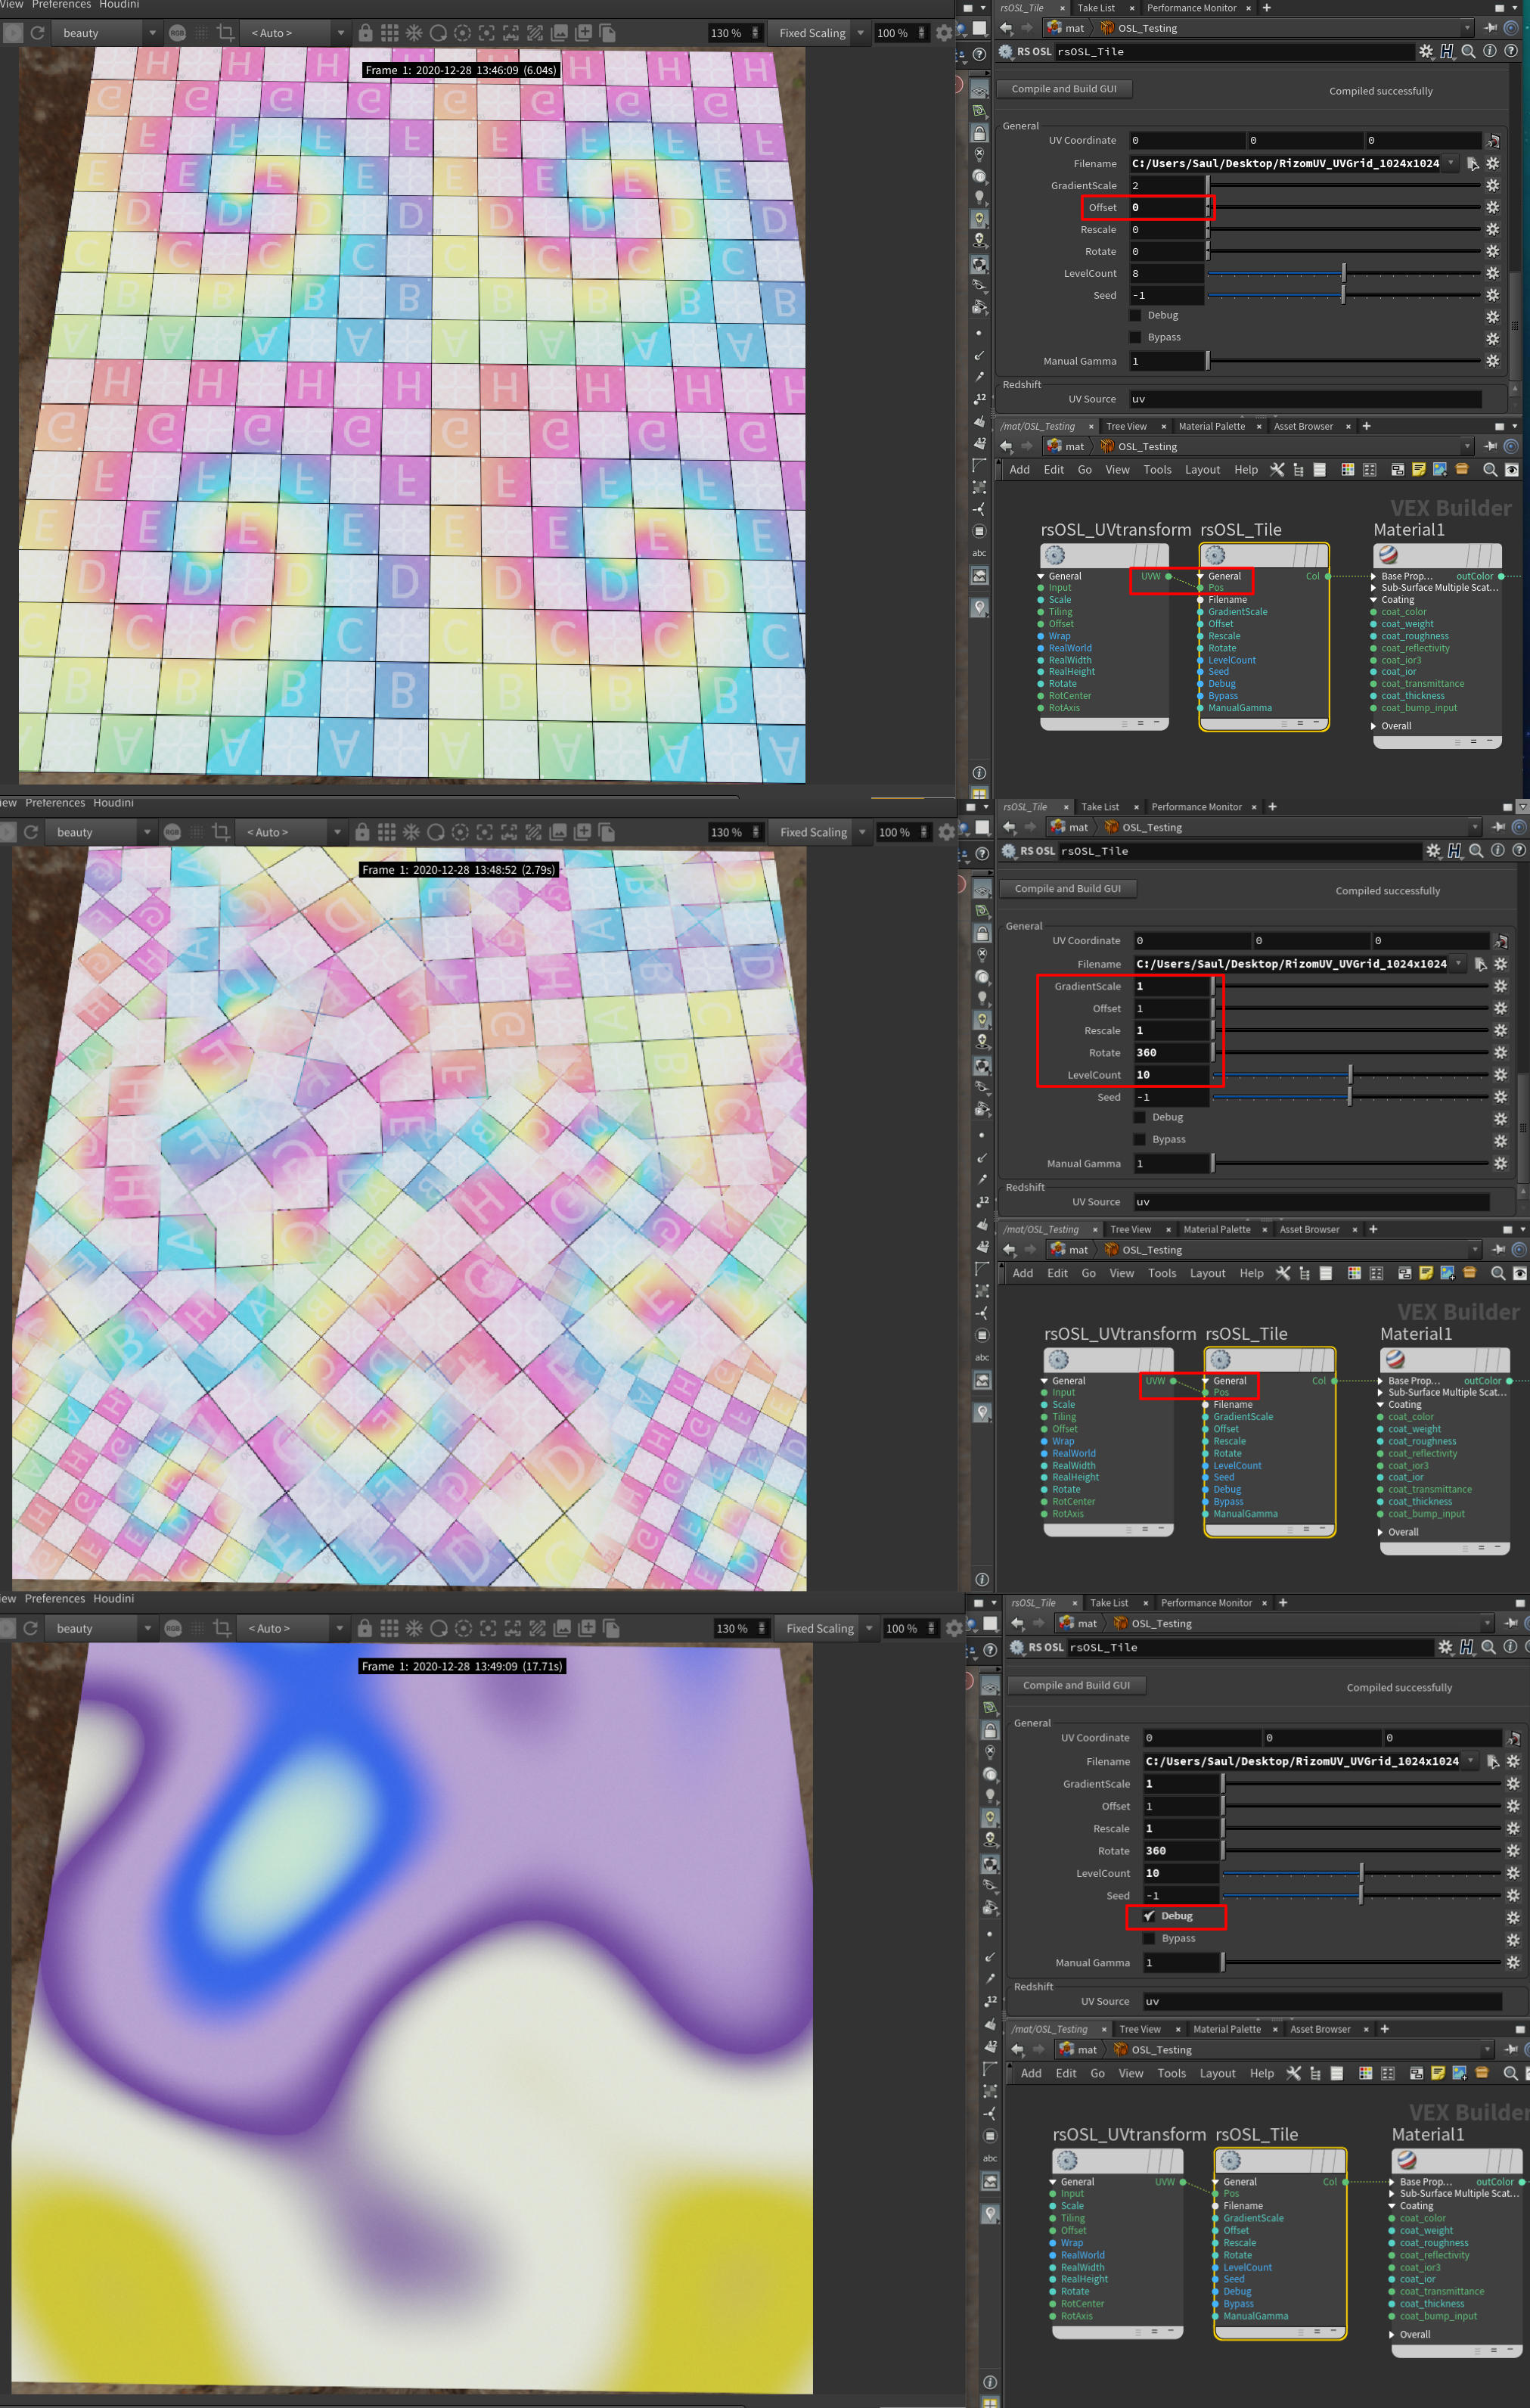 View Preferences Houdini
beauty < Auto > 130 % Fixed Scaling 100 %
Frame 1: 2020-12-28 13:46:09 (6.04s)
rsOSL_Tile × Take List × Performance Monitor × +
mat OSL_Testing
RS OSL rsOSL_Tile
Compile and Build GUI Compiled successfully
General
UV Coordinate 0 0 0
Filename C:/Users/Saul/Desktop/RizomUV_UVGrid_1024x1024
GradientScale 2
Offset 0
Rescale 0
Rotate 0
LevelCount 8
Seed -1
Debug
Bypass
Manual Gamma 1
Redshift
UV Source uv
/mat/OSL_Testing × Tree View × Material Palette × Asset Browser × +
mat OSL_Testing
Add Edit Go View Tools Layout Help
VEX Builder
rsOSL_UVtransform rsOSL_Tile Material1
General UVW General Col Base Prop... outColor
Input Pos Sub-Surface Multiple Scat...
Scale Filename Coating
Tiling GradientScale coat_color
Offset Offset coat_weight
Wrap Rescale coat_roughness
RealWorld Rotate coat_reflectivity
RealWidth LevelCount coat_ior3
RealHeight Seed coat_ior
Rotate Debug coat_transmittance
RotCenter Bypass coat_thickness
RotAxis ManualGamma coat_bump_input
Overall
iew Preferences Houdini
beauty < Auto > 130 % Fixed Scaling 100 %
Frame 1: 2020-12-28 13:48:52 (2.79s)
rsOSL_Tile × Take List × Performance Monitor × +
mat OSL_Testing
RS OSL rsOSL_Tile
Compile and Build GUI Compiled successfully
General
UV Coordinate 0 0 0
Filename C:/Users/Saul/Desktop/RizomUV_UVGrid_1024x1024
GradientScale 1
Offset 1
Rescale 1
Rotate 360
LevelCount 10
Seed -1
Debug
Bypass
Manual Gamma 1
Redshift
UV Source uv
/mat/OSL_Testing × Tree View × Material Palette × Asset Browser × +
mat OSL_Testing
Add Edit Go View Tools Layout Help
VEX Builder
rsOSL_UVtransform rsOSL_Tile Material1
General UVW General Col Base Prop... outColor
Input Pos Sub-Surface Multiple Scat...
Scale Filename Coating
Tiling GradientScale coat_color
Offset Offset coat_weight
Wrap Rescale coat_roughness
RealWorld Rotate coat_reflectivity
RealWidth LevelCount coat_ior3
RealHeight Seed coat_ior
Rotate Debug coat_transmittance
RotCenter Bypass coat_thickness
RotAxis ManualGamma coat_bump_input
Overall
iew Preferences Houdini
beauty < Auto > 130 % Fixed Scaling 100 %
Frame 1: 2020-12-28 13:49:09 (17.71s)
rsOSL_Tile × Take List × Performance Monitor × +
mat OSL_Testing
RS OSL rsOSL_Tile
Compile and Build GUI Compiled successfully
General
UV Coordinate 0 0 0
Filename C:/Users/Saul/Desktop/RizomUV_UVGrid_1024x1024
GradientScale 1
Offset 1
Rescale 1
Rotate 360
LevelCount 10
Seed -1
Debug
Bypass
Manual Gamma 1
Redshift
UV Source uv
/mat/OSL_Testing × Tree View × Material Palette × Asset Browser × +
mat OSL_Testing
Add Edit Go View Tools Layout Help
VEX Builder
rsOSL_UVtransform rsOSL_Tile Material1
General UVW General Col Base Prop... outColor
Input Pos Sub-Surface Multiple Scat...
Scale Filename Coating
Tiling GradientScale coat_color
Offset Offset coat_weight
Wrap Rescale coat_roughness
RealWorld Rotate coat_reflectivity
RealWidth LevelCount coat_ior3
RealHeight Seed coat_ior
Rotate Debug coat_transmittance
RotCenter Bypass coat_thickness
RotAxis ManualGamma coat_bump_input
Overall